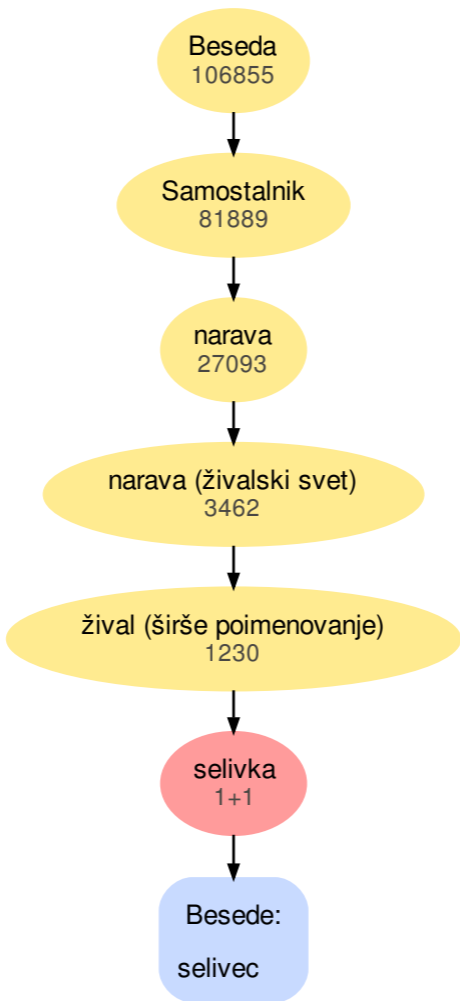 Beseda
106855
Samostalnik
81889
narava
27093
narava (živalski svet)
3462
žival (širše poimenovanje)
1230
selivka
1+1
Besede:
selivec